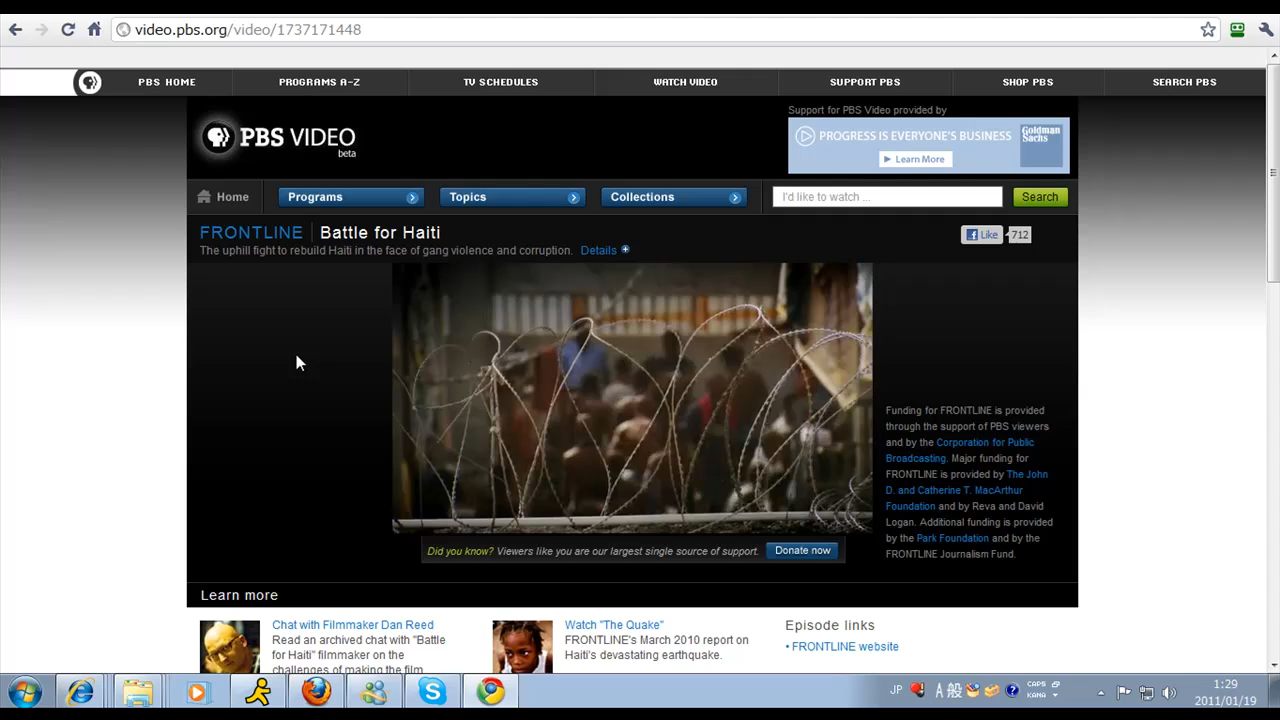 video.pbs.org/video/1737171448
PBS HOME
PROGRAMS A-Z
TV SCHEDULES
WATCH VIDEO
SUPPORT PBS
SHOP PBS
SEARCH PBS
PBS VIDEO
beta
Support for PBS Video provided by
PROGRESS IS EVERYONE'S BUSINESS
Learn More
Goldman
Sachs
Home
Programs
Topics
Collections
I'd like to watch ...
Search
FRONTLINE
Battle for Haiti
Like
712
The uphill fight to rebuild Haiti in the face of gang violence and corruption. Details
Funding for FRONTLINE is provided
through the support of PBS viewers
and by the Corporation for Public
Broadcasting. Major funding for
FRONTLINE is provided by The John
D. and Catherine T. MacArthur
Foundation and by Reva and David
Logan. Additional funding is provided
by the Park Foundation and by the
FRONTLINE Journalism Fund.
Did you know? Viewers like you are our largest single source of support. Donate now
Learn more
Chat with Filmmaker Dan Reed
Read an archived chat with "Battle
for Haiti" filmmaker on the
challenges of making the film
Watch "The Quake"
FRONTLINE's March 2010 report on
Haiti's devastating earthquake.
Episode links
• FRONTLINE website
JP
A 般
CAPS
KANA
1:29
2011/01/19